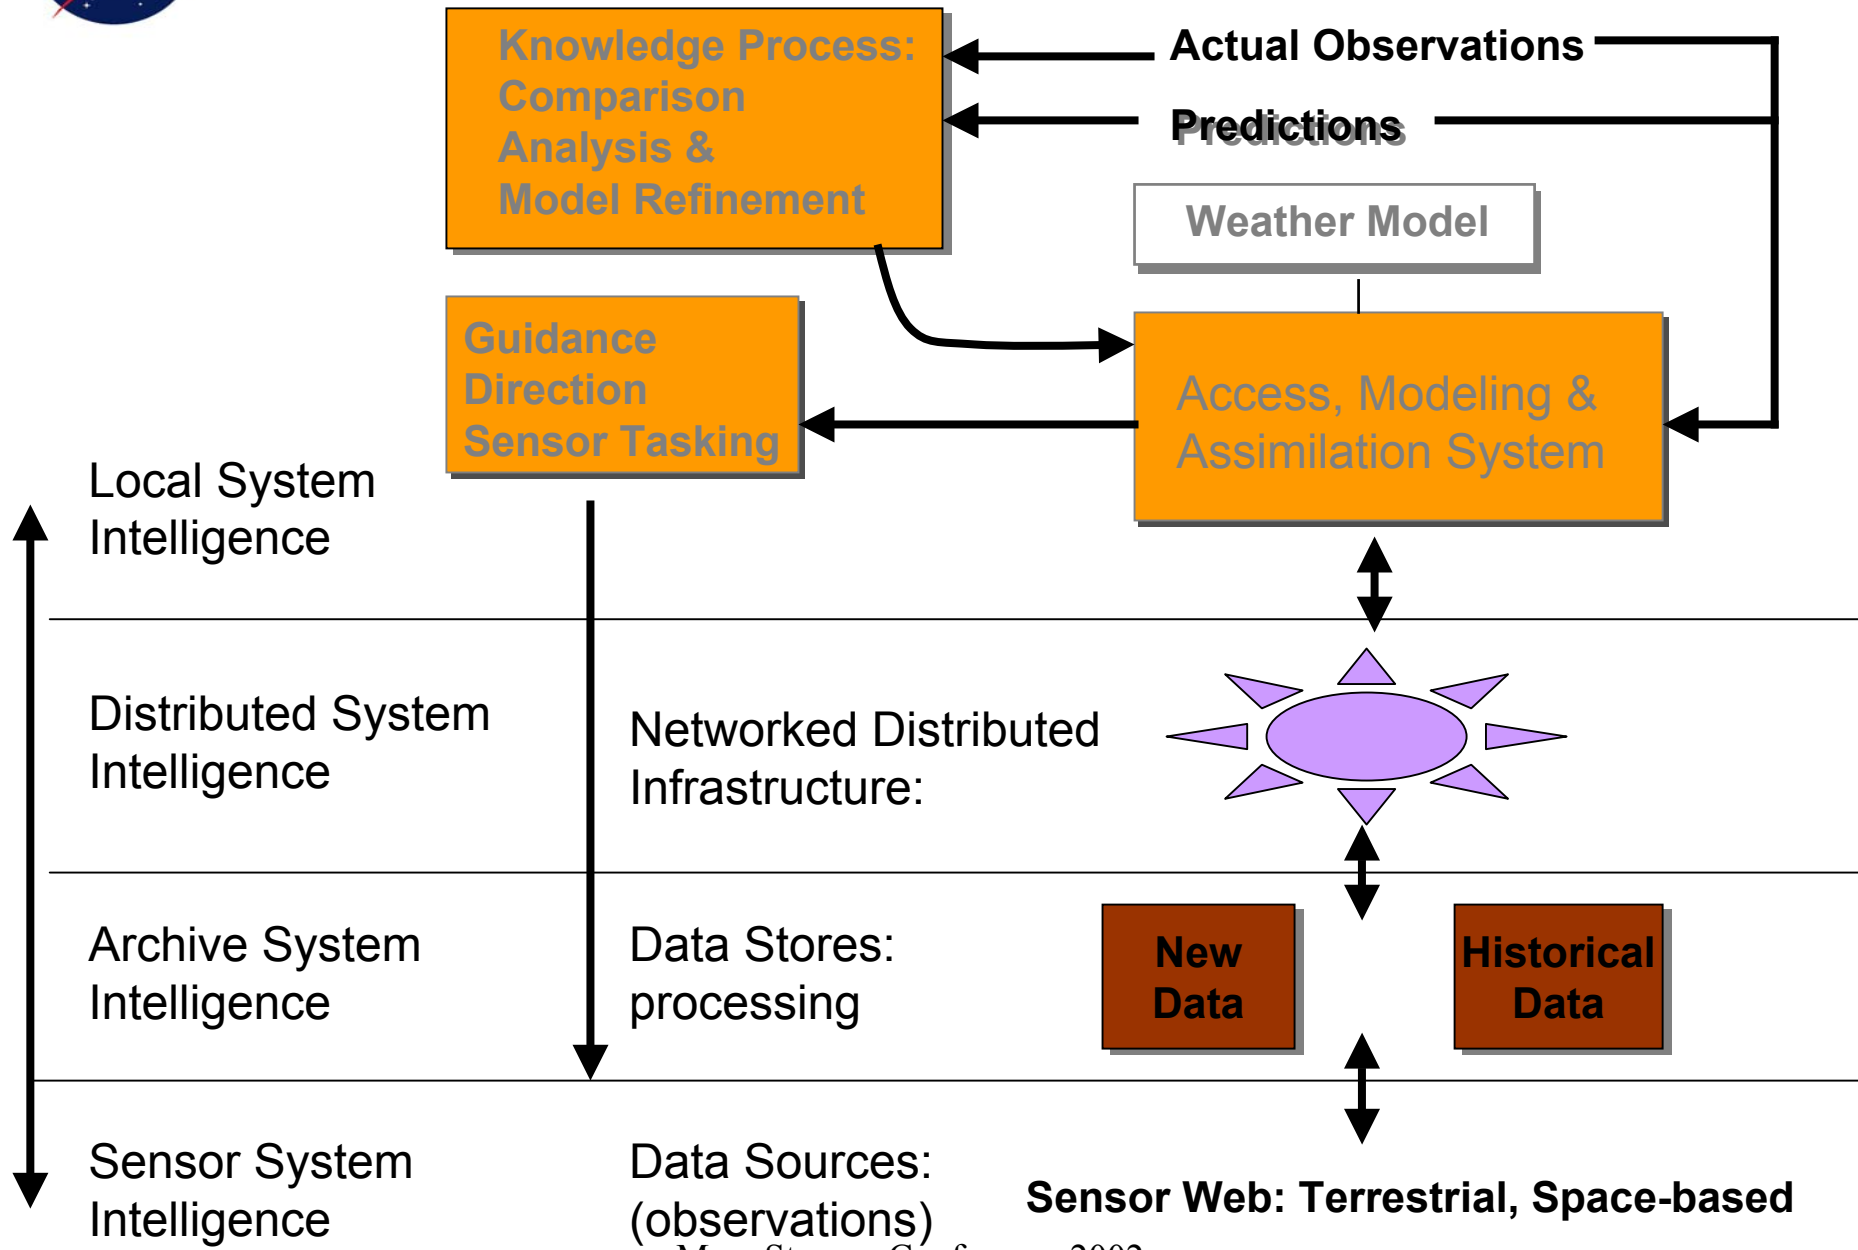 Knowledge Process:
Comparison
Analysis &
Model Refinement
Actual Observations
Predictions
Weather Model
Guidance
Direction
Sensor Tasking
Access, Modeling &
Assimilation System
Local System
Intelligence
Distributed System
Intelligence
Networked Distributed
Infrastructure:
Archive System
Intelligence
Data Stores:
processing
New
Data
Historical
Data
Sensor System
Intelligence
Data Sources:
(observations)
Sensor Web: Terrestrial, Space-based
2002